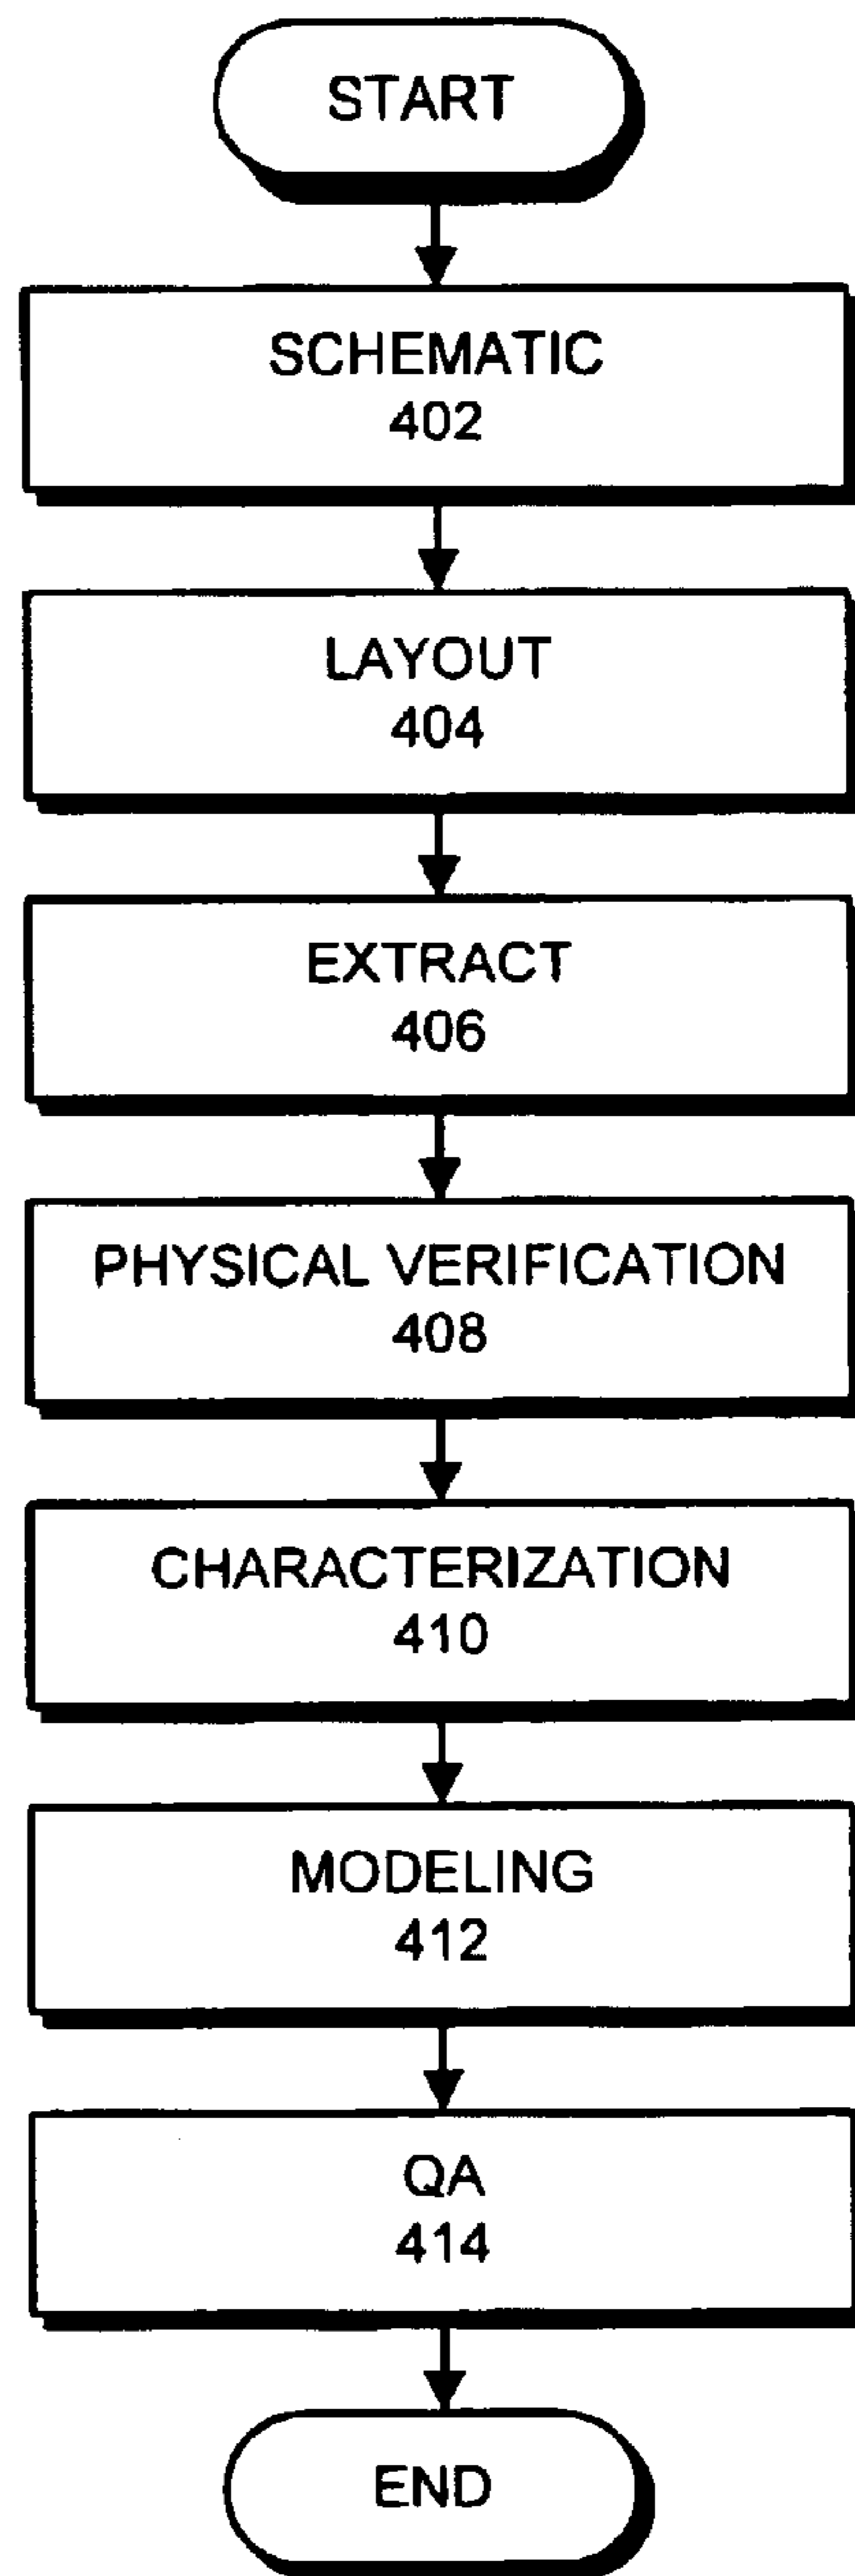 START
SCHEMATIC
402
LAYOUT
404
EXTRACT
406
PHYSICAL VERIFICATION
408
CHARACTERIZATION
410
MODELING
412
QA
414
END